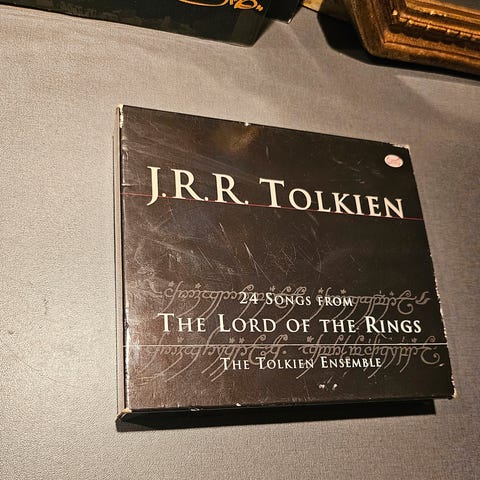 J.R.R. TOLKIEN
24 SONGS FROM
THE LORD OF THE RINGS
THE TOLKIEN ENSEMBLE